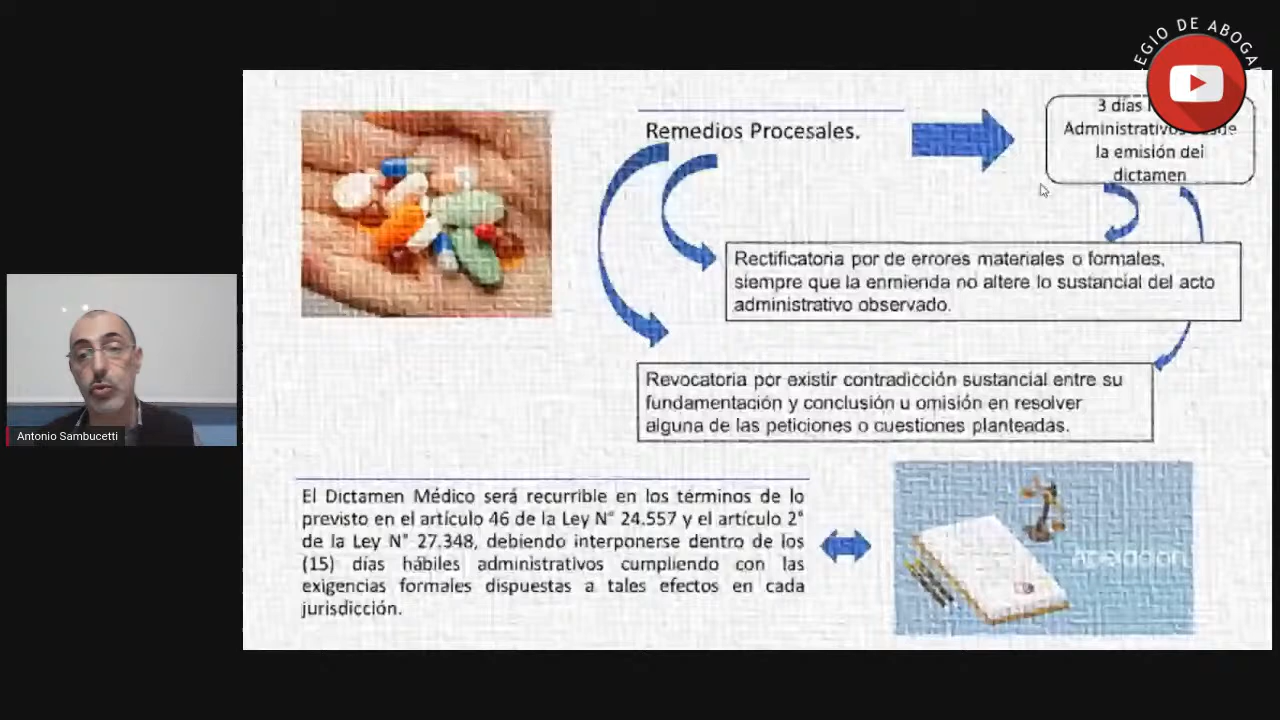 EGIO DE ABOGA
Remedios Procesales.
3 días
Administrativos desde
la emisión del
dictamen
Rectificatoria por de errores materiales o formales,
siempre que la enmienda no altere lo sustancial del acto
administrativo observado.
Revocatoria por existir contradicción sustancial entre su
fundamentación y conclusión u omisión en resolver
alguna de las peticiones o cuestiones planteadas.
Antonio Sambucetti
El Dictamen Médico será recurrible en los términos de lo
previsto en el artículo 46 de la Ley N° 24.557 y el artículo 2°
de la Ley N° 27.348, debiendo interponerse dentro de los
(15) días hábiles administrativos cumpliendo con las
exigencias formales dispuestas a tales efectos en cada
jurisdicción.
Apelación